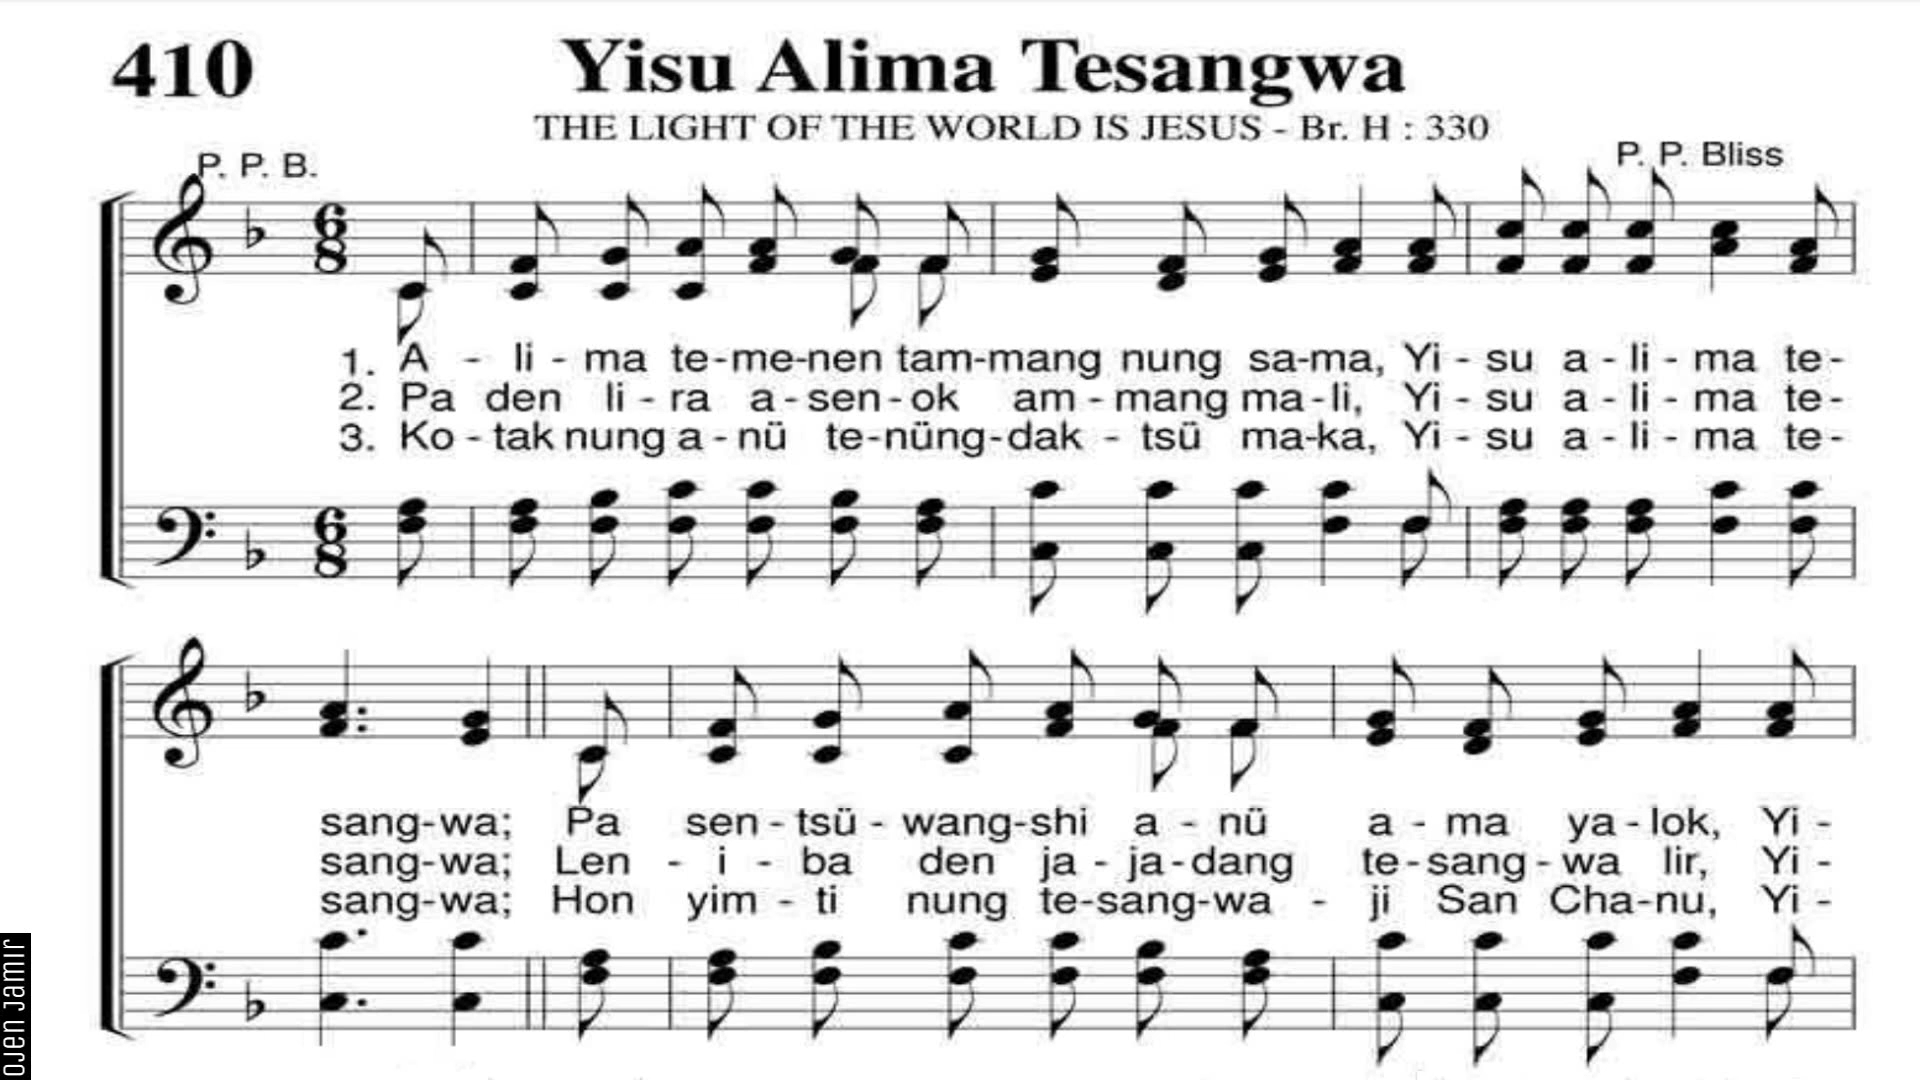 410 Yisu Alima Tesangwa
THE LIGHT OF THE WORLD IS JESUS - Br. H : 330
P. P. B.
P. P. Bliss
6 8
1. A - li - ma te-me-nen tam-mang nung sa-ma, Yi - su a - li - ma te-
2. Pa den li - ra a - sen - ok am - mang ma - li, Yi - su a - li - ma te-
3. Ko - tak nung a - nü te-nüng-dak - tsü ma-ka, Yi - su a - li - ma te-
6 8
sang-wa; Pa sen - tsü - wang-shi a - nü a - ma ya - lok, Yi -
sang-wa; Len - i - ba den ja - ja - dang te - sang - wa lir, Yi -
sang-wa; Hon yim - ti nung te-sang-wa - ji San Cha-nu, Yi -
OJEN JAMIR